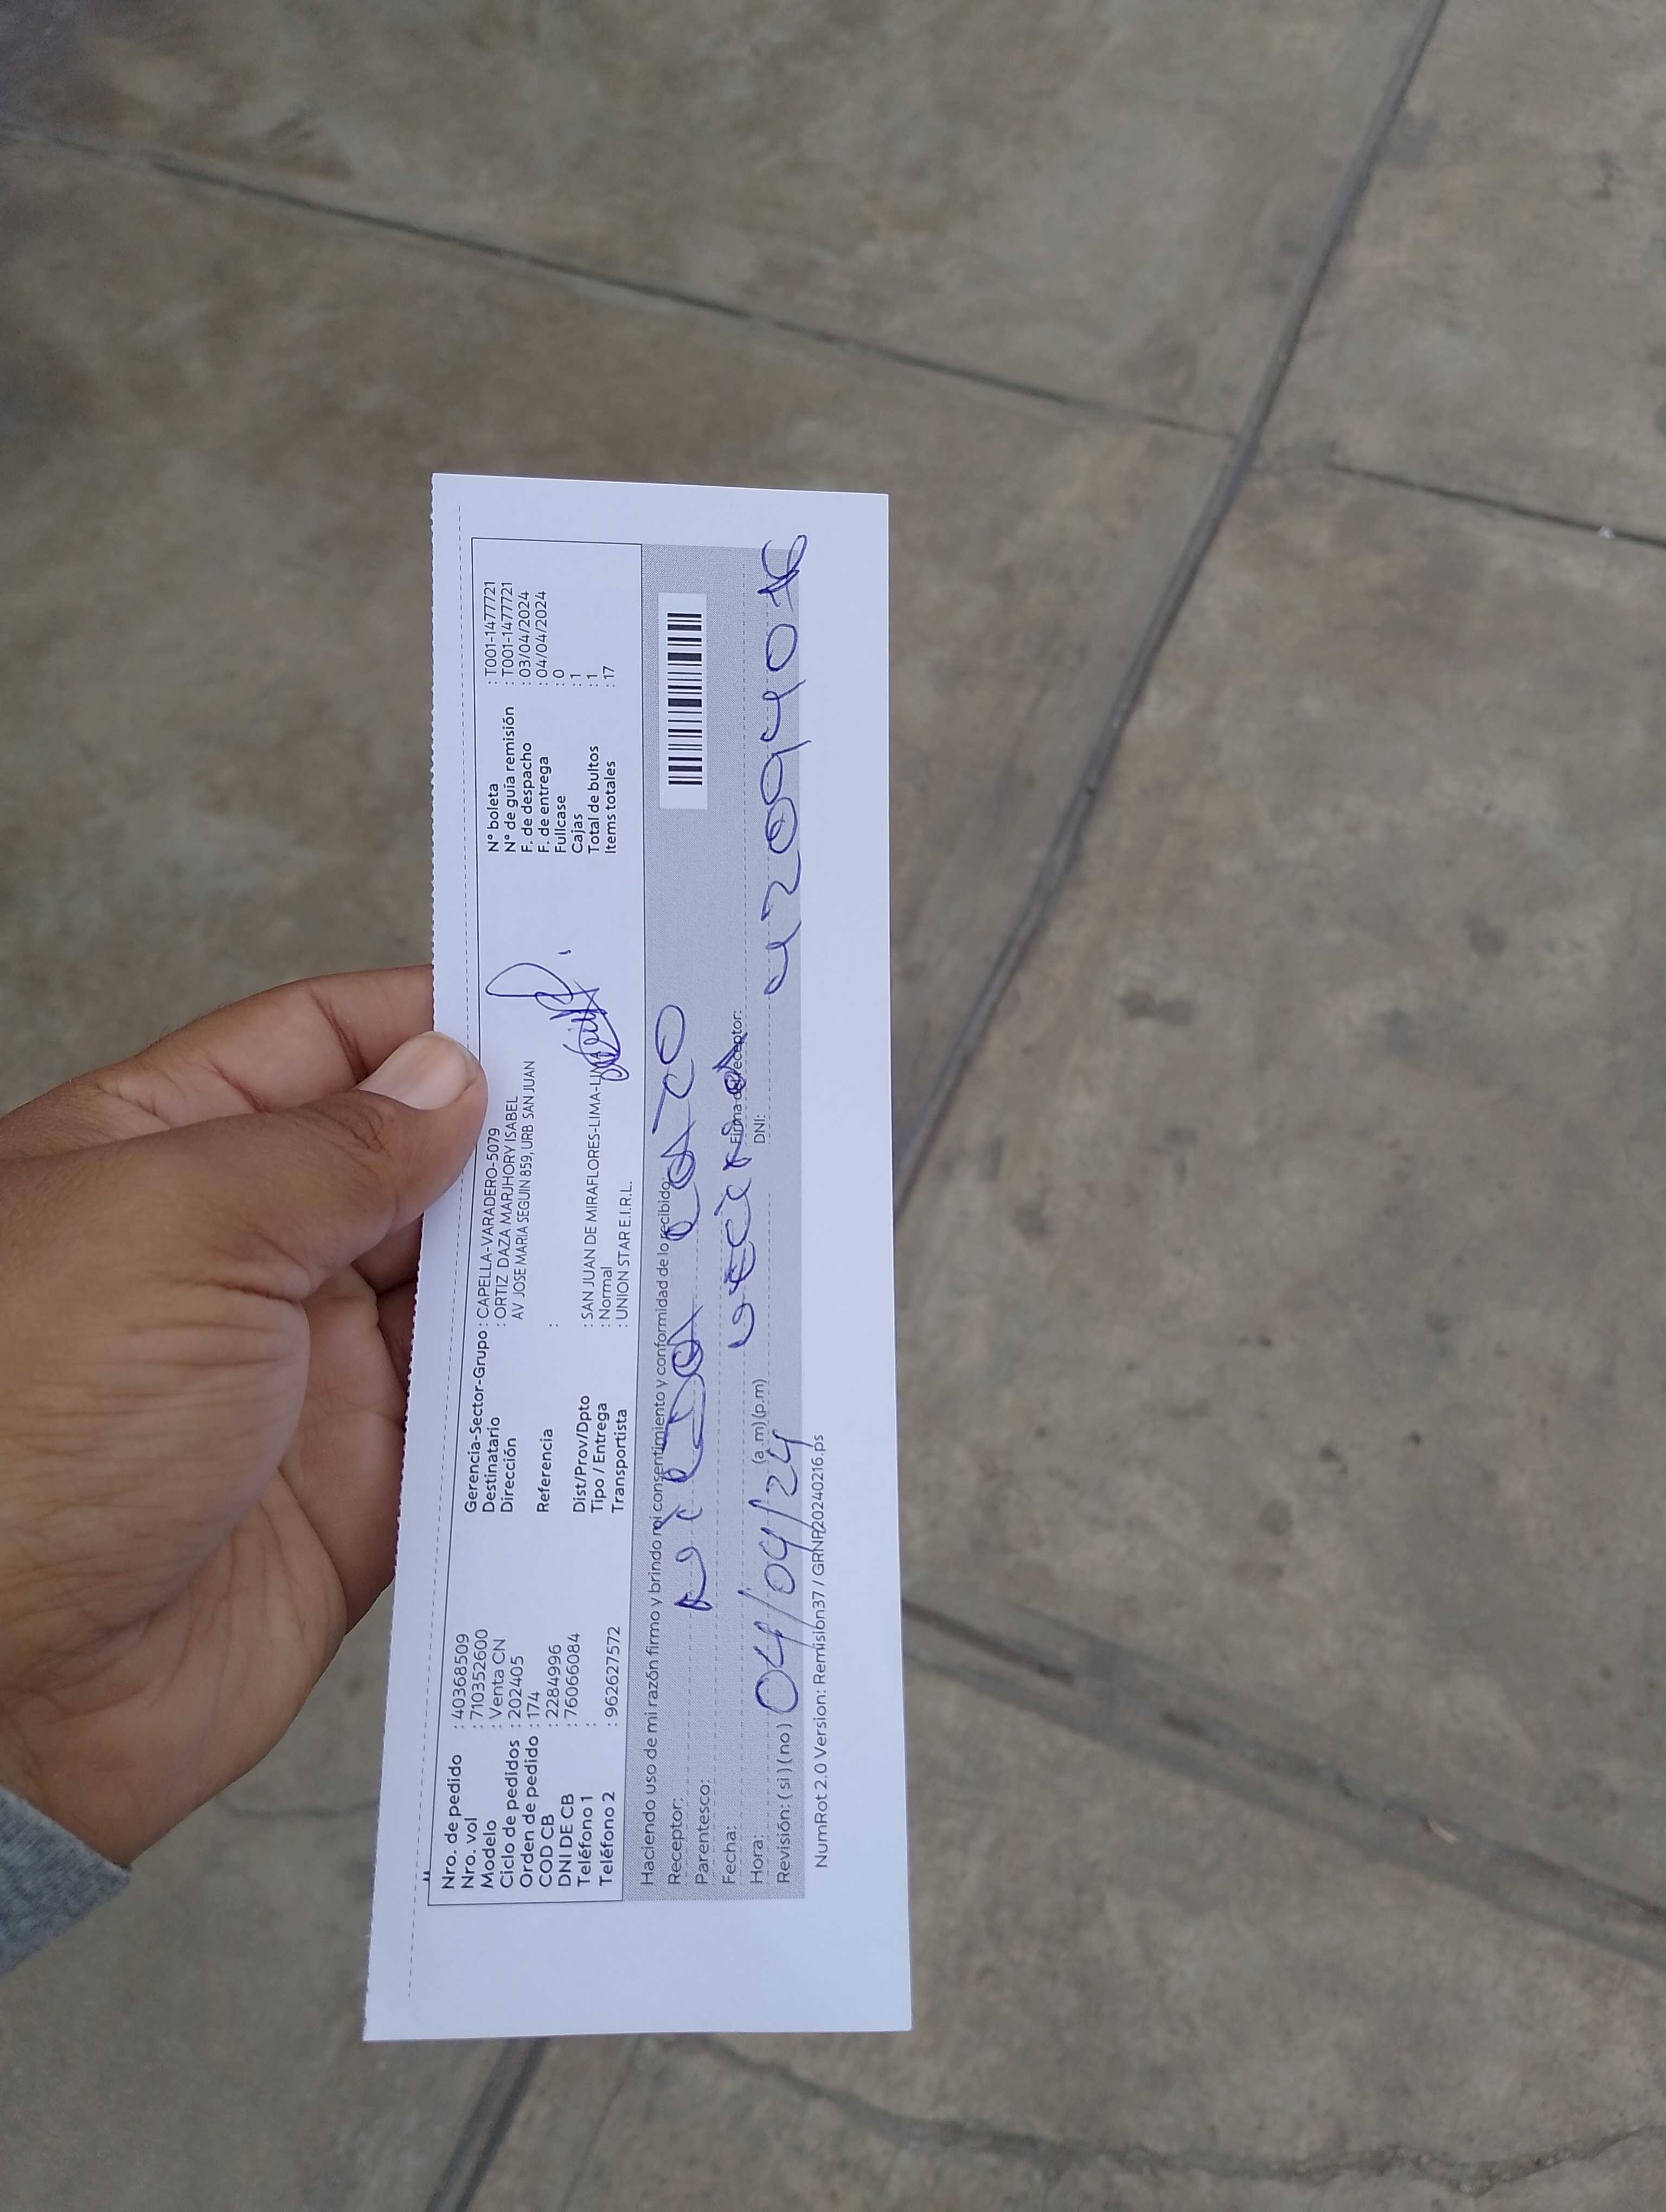 Nro. de pedido : 40368509
Nro. vol : 710352600
Modelo : Venta CN
Ciclo de pedidos : 202405
Orden de pedido : 174
COD CB : 2284996
DNI DE CB : 76066084
Teléfono 1 :
Teléfono 2 : 962627572
Gerencia-Sector-Grupo : CAPELLA-VARADERO-5079
Destinatario : ORTIZ DAZA MARJHORY ISABEL
Dirección AV JOSE MARIA SEGUIN 859, URB SAN JUAN
Referencia :
Dist/Prov/Dpto : SAN JUAN DE MIRAFLORES-LIMA-LIMA
Tipo / Entrega : Normal
Transportista : UNION STAR E.I.R.L.
N° boleta : T001-1477721
N° de guía remisión : T001-1477721
F. de despacho : 03/04/2024
F. de entrega : 04/04/2024
Fullcase : 0
Cajas : 1
Total de bultos : 1
Items totales : 17
Haciendo uso de mi razón firmo y brindo mi consentimiento y conformidad de lo recibido:
Receptor:
Parentesco:
Fecha: vecina
Firma del receptor:
Hora: (a.m) (p.m) DNI:
Revisión: ( si ) ( no ) 04/04/24
NumRot 2.0 Version: Remision37 / GRNP20240216.ps